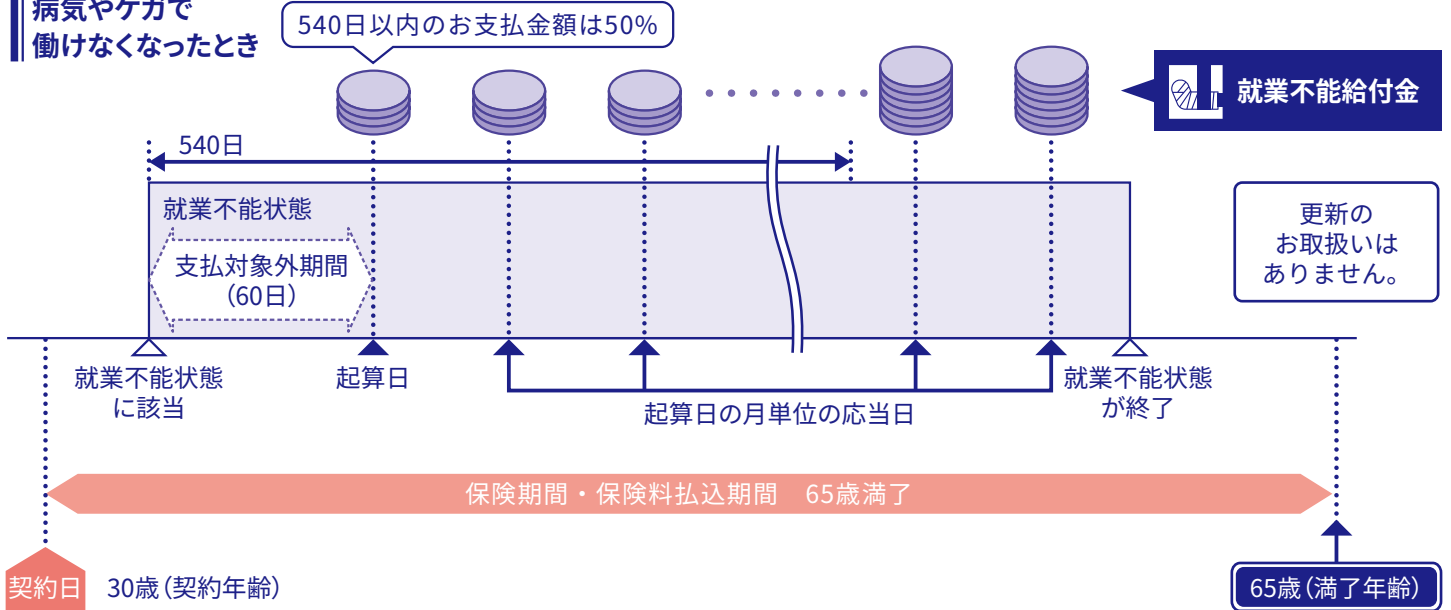 病気やケガで
働けなくなったとき
540日以内のお支払金額は50%
就業不能給付金
540日
就業不能状態
支払対象外期間
（60日）
更新の
お取扱いは
ありません。
就業不能状態
に該当
起算日
起算日の月単位の応当日
就業不能状態
が終了
保険期間・保険料払込期間　65歳満了
契約日
30歳（契約年齢）
65歳（満了年齢）